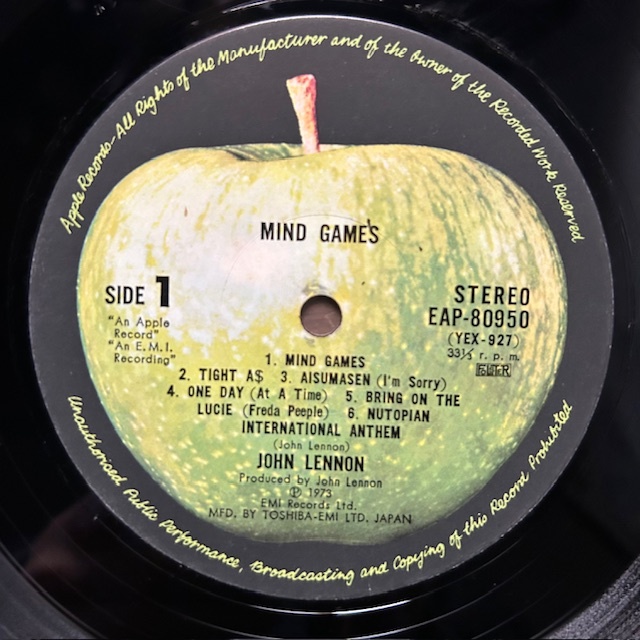 Apple Records–All Rights of the Manufacturer and of the Owner of the Recorded Work Reserved
MIND GAME'S
SIDE 1
"An Apple
Record"
"An E.M.I.
Recording"
STEREO
EAP-80950
(YEX-927)
33⅓ r. p. m.
1. MIND GAMES
2. TIGHT A$ 3. AISUMASEN (I'm Sorry)
4. ONE DAY (At A Time) 5. BRING ON THE
LUCIE (Freda Peeple) 6. NUTOPIAN
INTERNATIONAL ANTHEM
(John Lennon)
JOHN LENNON
Produced by John Lennon
Ⓟ 1973
EMI Records Ltd.
MFD. BY TOSHIBA-EMI LTD. JAPAN
Unauthorised Public Performance, Broadcasting and Copying of this Record Prohibited